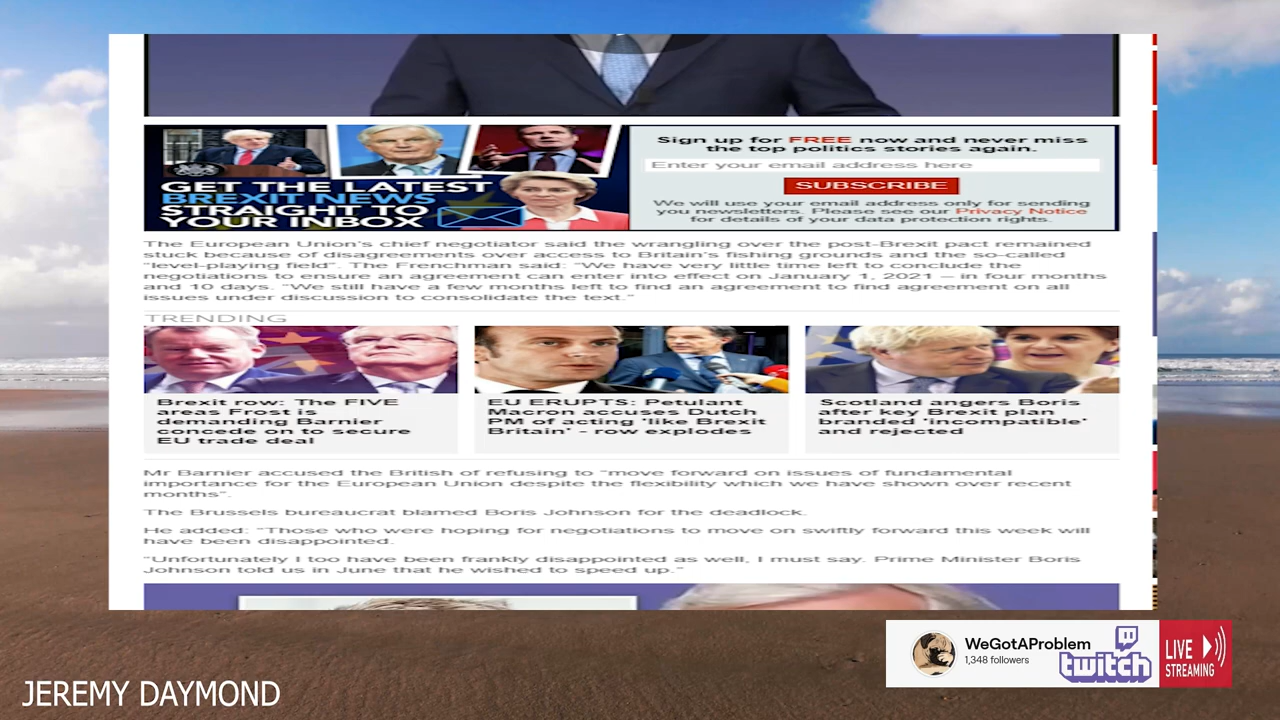 GET THE LATEST
BREXIT NEWS
STRAIGHT TO
YOUR INBOX
Sign up for FREE now and never miss
the top politics stories again.
Enter your email address here
SUBSCRIBE
We will use your email address only for sending
you newsletters. Please see our Privacy Notice
for details of your data protection rights.
The European Union's chief negotiator said the wrangling over the post-Brexit pact remained
stuck because of disagreements over access to Britain's fishing grounds and the so-called
"level-playing field". The Frenchman said: "We have very little time left to conclude the
negotiations to ensure an agreement can enter into effect on January 1, 2021 – in four months
and 10 days. "We still have a few months left to find an agreement to find agreement on all
issues under discussion to consolidate the text."
TRENDING
Brexit row: The FIVE
areas Frost is
demanding Barnier
concede on to secure
EU trade deal
EU ERUPTS: Petulant
Macron accuses Dutch
PM of acting 'like Brexit
Britain' - row explodes
Scotland angers Boris
after key Brexit plan
branded 'incompatible'
and rejected
Mr Barnier accused the British of refusing to "move forward on issues of fundamental
importance for the European Union despite the flexibility which we have shown over recent
months".
The Brussels bureaucrat blamed Boris Johnson for the deadlock.
He added: "Those who were hoping for negotiations to move on swiftly forward this week will
have been disappointed.
"Unfortunately I too have been frankly disappointed as well, I must say. Prime Minister Boris
Johnson told us in June that he wished to speed up."
WeGotAProblem
1,348 followers
twitch
LIVE
STREAMING
JEREMY DAYMOND